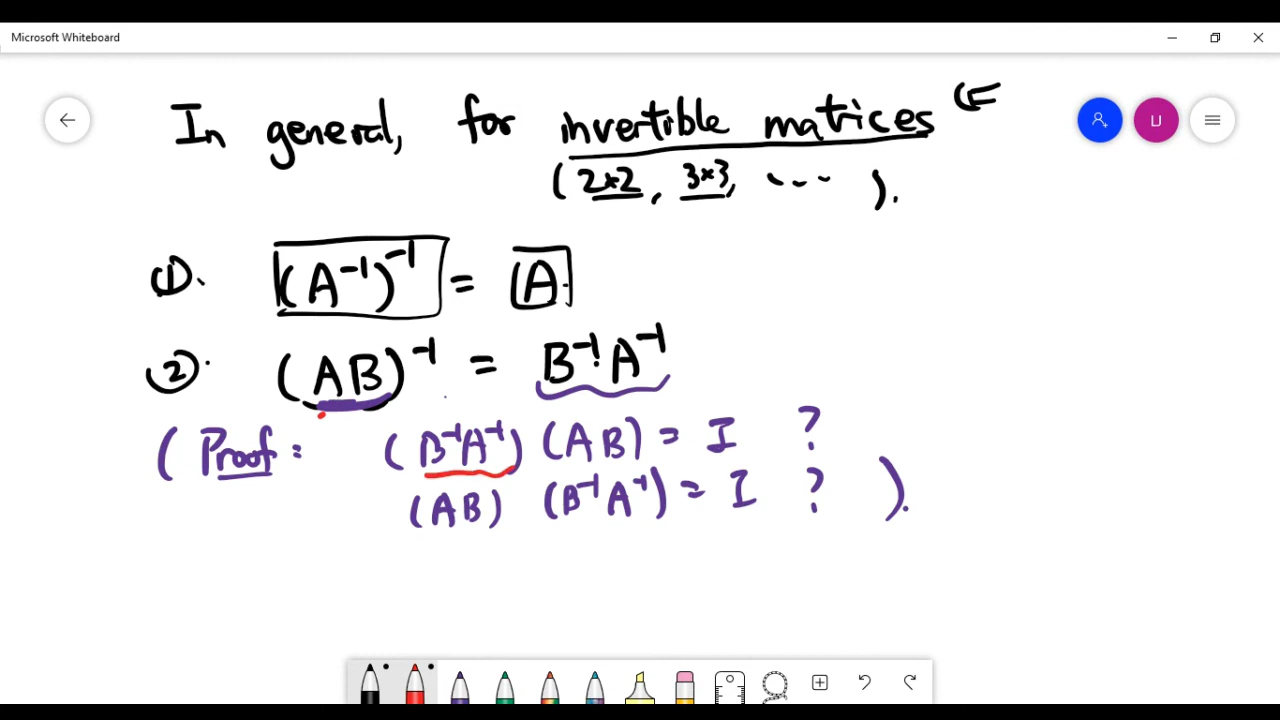 Microsoft Whiteboard
In general, for invertible matrices ⇐
(2×2, 3×3, ... ).
①. (A⁻¹)⁻¹ = A.
②. (AB)⁻¹ = B⁻¹A⁻¹
( Proof: (B⁻¹A⁻¹) (AB) = I ?
(AB) (B⁻¹A⁻¹) = I ? ).
U